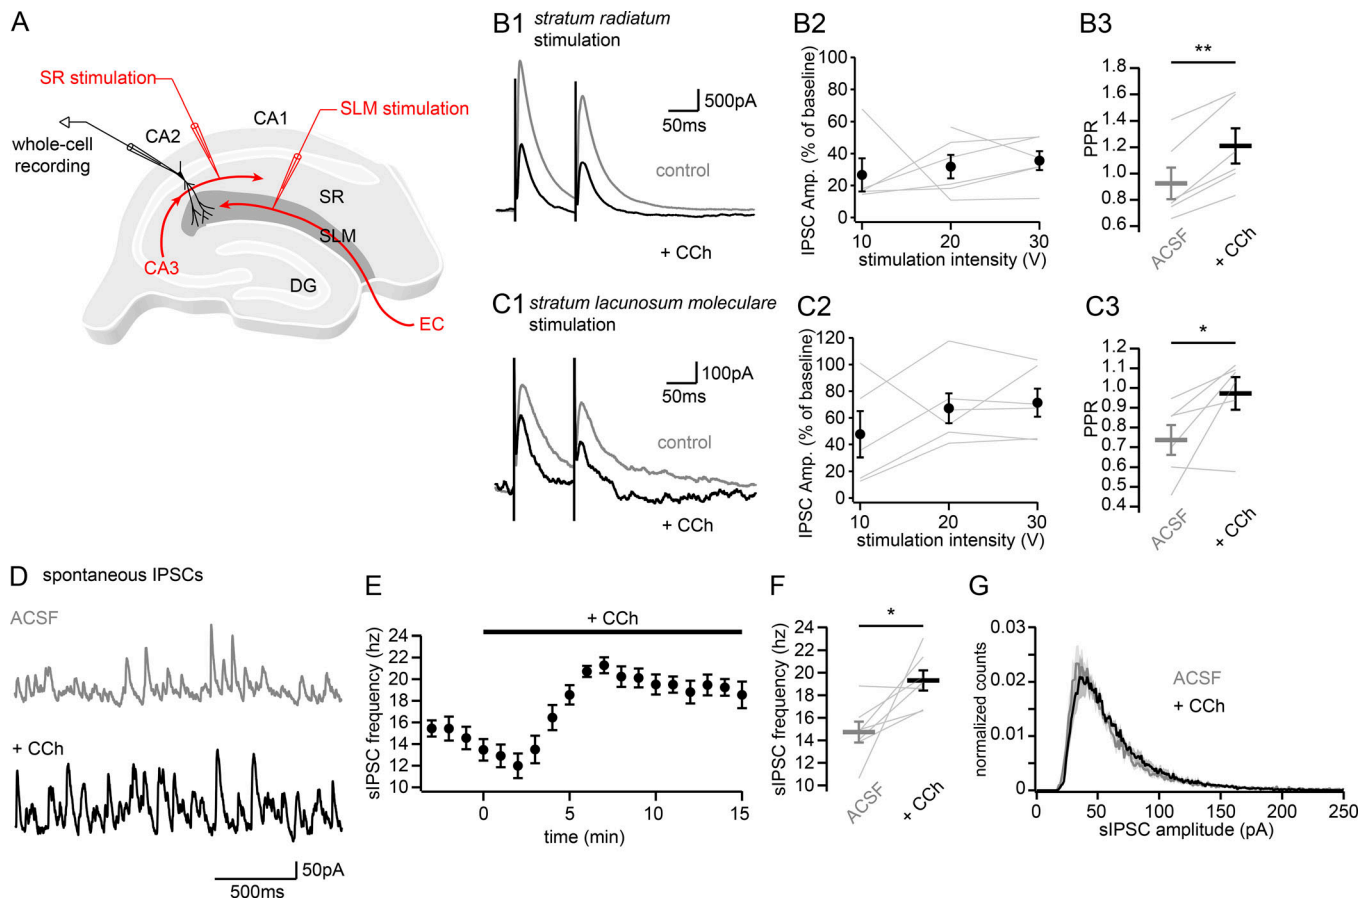 A
SR stimulation
SLM stimulation
CA1
CA2
whole-cell
recording
SR
SLM
CA3
DG
EC
B1 stratum radiatum
stimulation
500pA
50ms
control
+ CCh
B2
IPSC Amp. (% of baseline)
100
80
60
40
20
0
10 20 30
stimulation intensity (V)
B3
**
PPR
1.8
1.6
1.4
1.2
1.0
0.8
0.6
ACSF
+ CCh
C1 stratum lacunosum moleculare
stimulation
100pA
50ms
control
+ CCh
C2
IPSC Amp. (% of baseline)
120
100
80
60
40
20
0
10 20 30
stimulation intensity (V)
C3
*
PPR
1.2
1.1
1.0
0.9
0.8
0.7
0.6
0.5
0.4
ACSF
+ CCh
D spontaneous IPSCs
ACSF
+ CCh
50pA
500ms
E
+ CCh
sIPSC frequency (hz)
24
22
20
18
16
14
12
10
0 5 10 15
time (min)
F
*
sIPSC frequency (hz)
24
22
20
18
16
14
12
10
ACSF
+ CCh
G
normalized counts
0.03
0.02
0.01
0
ACSF
+ CCh
0 50 100 150 200 250
sIPSC amplitude (pA)